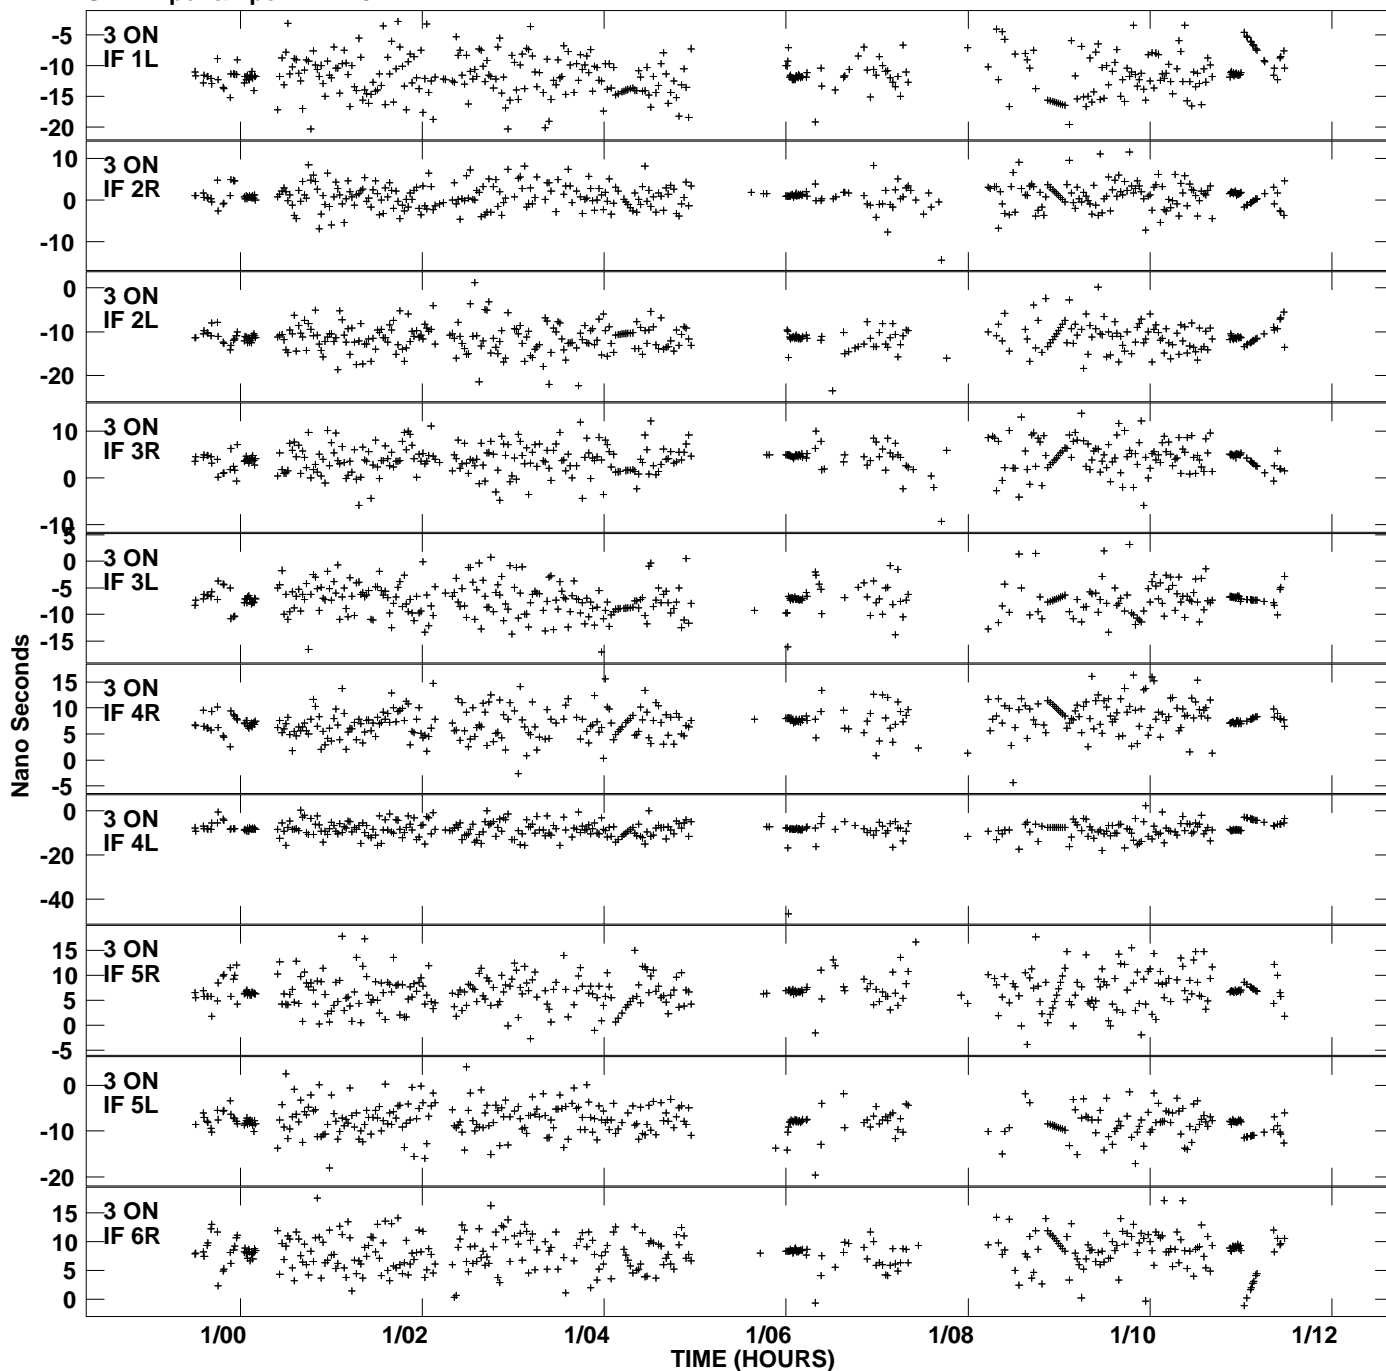 -5
-10
-15
-20
3 ON
IF 1L
10
0
-10
3 ON
IF 2R
0
-10
-20
3 ON
IF 2L
10
0
-10
3 ON
IF 3R
5
0
-5
-10
-15
3 ON
IF 3L
15
10
5
0
-5
3 ON
IF 4R
0
-20
-40
3 ON
IF 4L
15
10
5
0
-5
3 ON
IF 5R
0
-10
-20
3 ON
IF 5L
15
10
5
0
3 ON
IF 6R
Nano Seconds
1/00 1/02 1/04 1/06 1/08 1/10 1/12
TIME (HOURS)